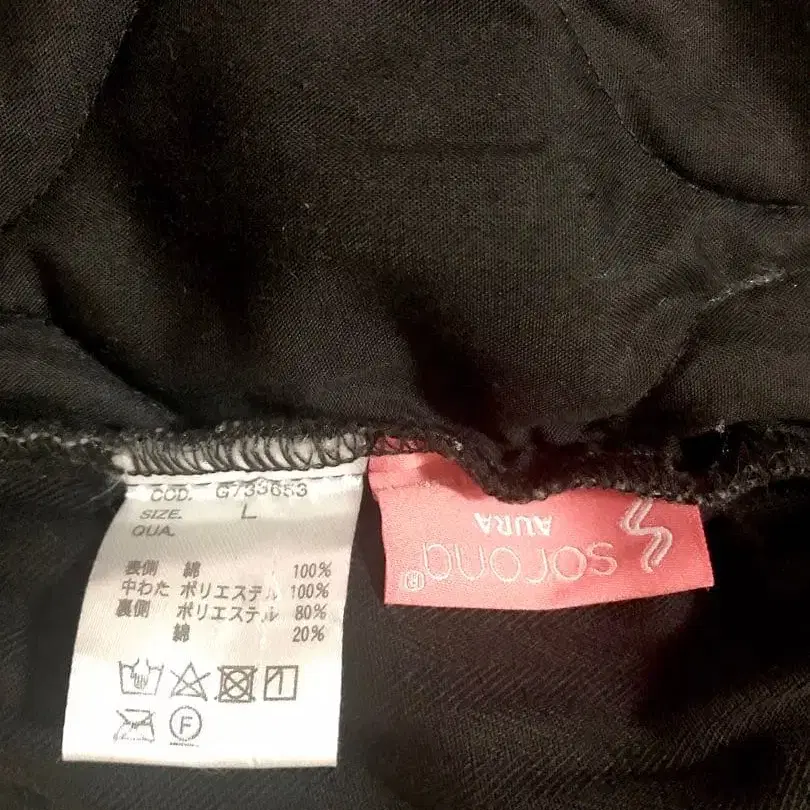 COD. G733653
SIZE. L
QUA.
表側 綿 100%
中わた ポリエステル 100%
裏側 ポリエステル 80%
綿 20%
F
sorona®
AURA